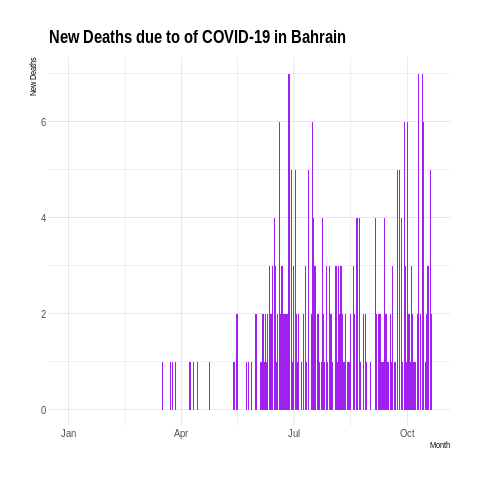 New Deaths due to of COVID-19 in Bahrain
New Deaths
6
4
2
0
Jan Apr Jul Oct
Month